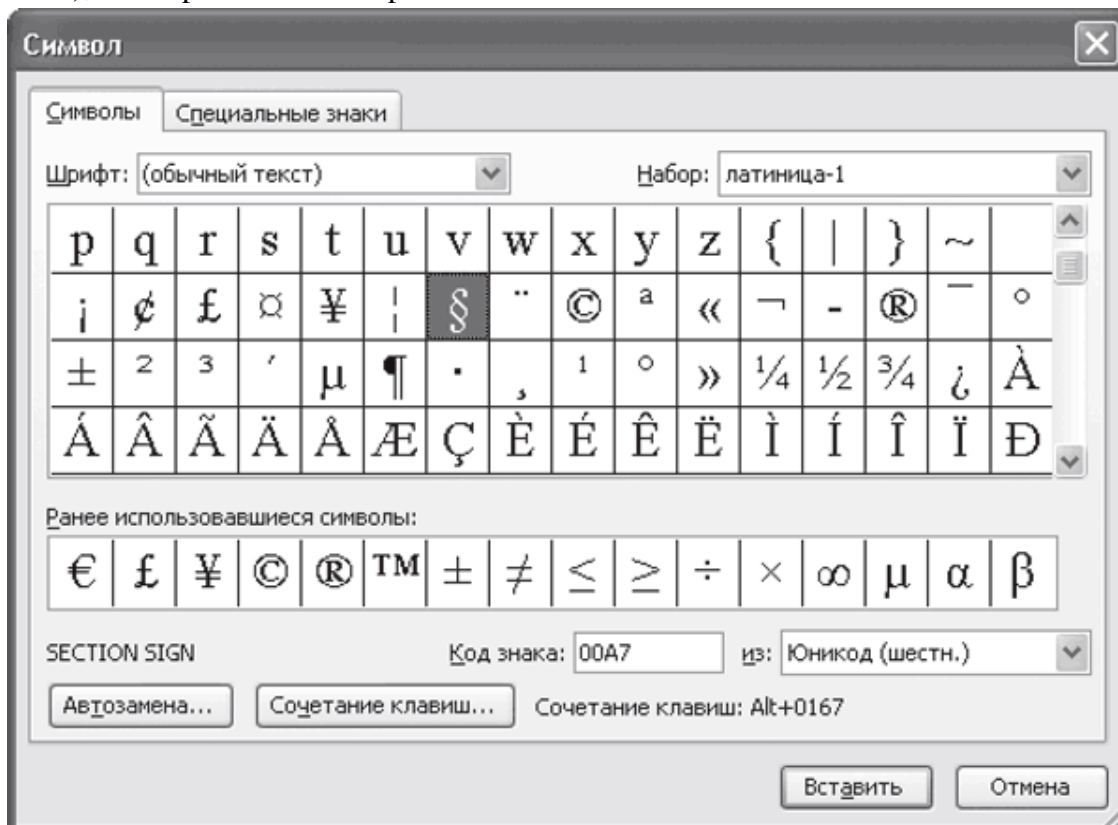 Символ
Символы Специальные знаки
Шрифт: (обычный текст) Набор: латиница-1
p q r s t u v w x y z { | } ~
¡ ¢ £ ¤ ¥ ¦ § ¨ © ª « ¬ - ® ¯ °
± ² ³ ´ µ ¶ · ¸ ¹ º » ¼ ½ ¾ ¿ À
Á Â Ã Ä Å Æ Ç È É Ê Ë Ì Í Î Ï Ð
Ранее использовавшиеся символы:
€ £ ¥ © ® ™ ± ≠ ≤ ≥ ÷ × ∞ µ α β
SECTION SIGN Код знака: 00A7 из: Юникод (шестн.)
Автозамена... Сочетание клавиш... Сочетание клавиш: Alt+0167
Вставить Отмена